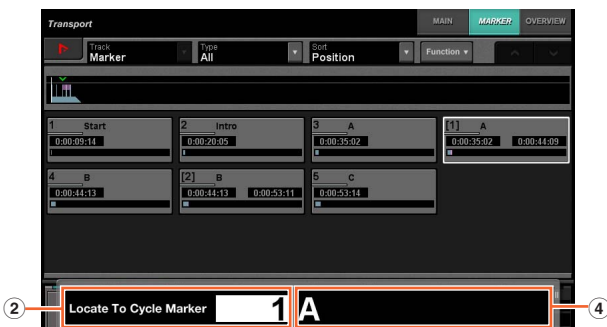 Transport
MAIN
MARKER
OVERVIEW
Track
Marker
Type
All
Sort
Position
Function
1 Start
0:00:09:14
2 Intro
0:00:20:05
3 A
0:00:35:02
[1] A
0:00:35:02 0:00:44:09
4 B
0:00:44:13
[2] B
0:00:44:13 0:00:53:11
5 C
0:00:53:14
2
Locate To Cycle Marker 1 A
4